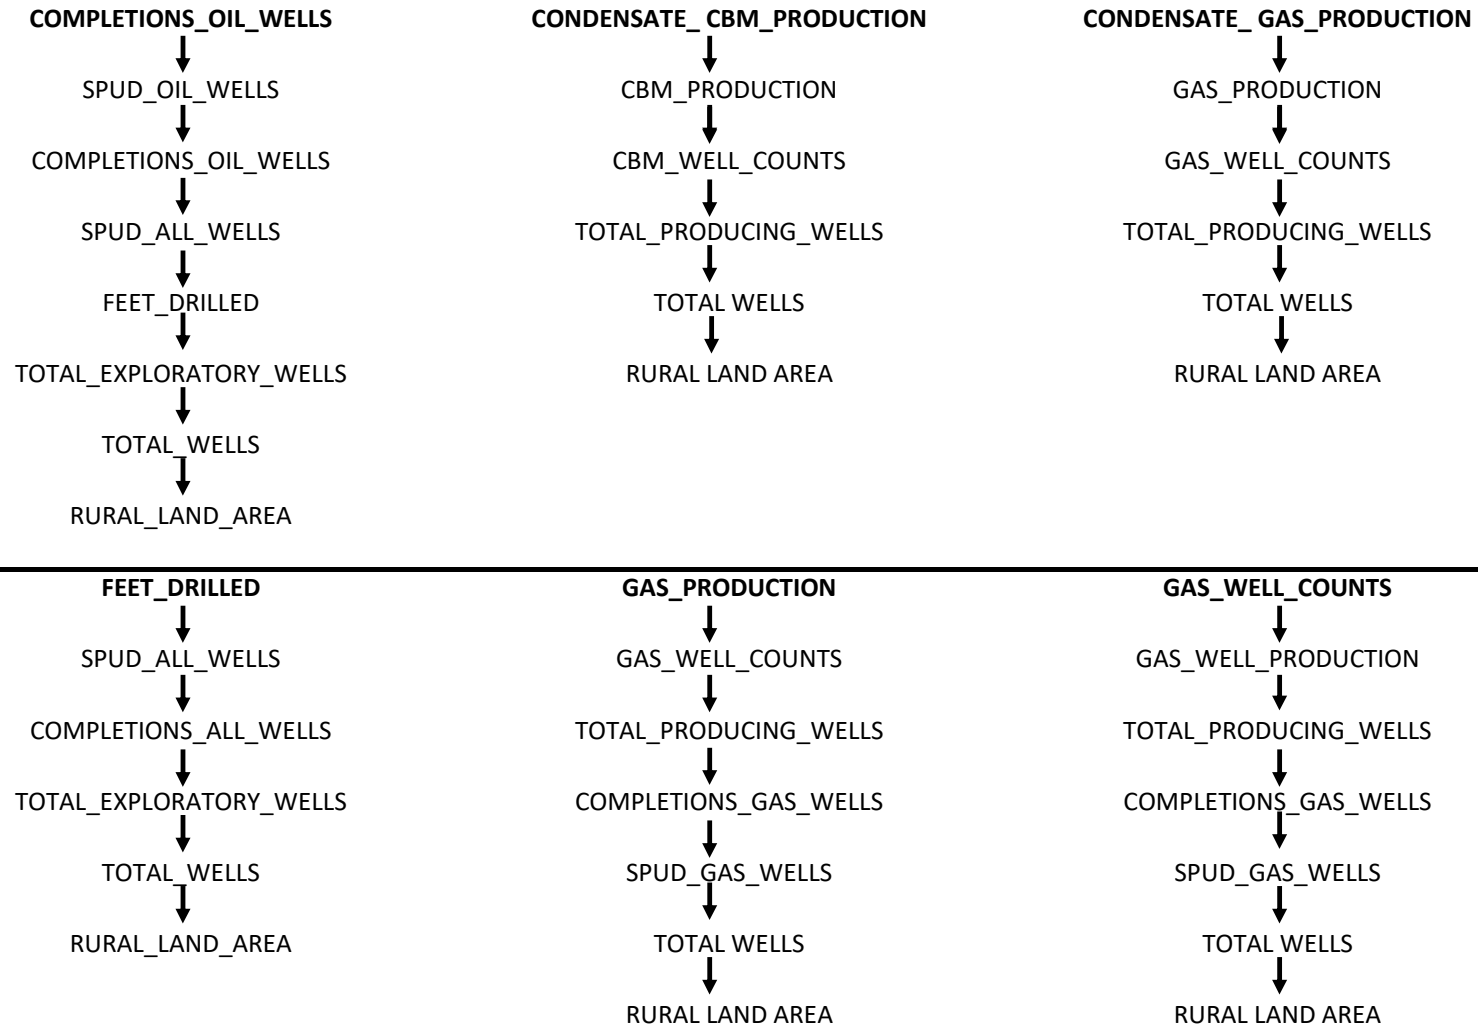 COMPLETIONS_OIL_WELLS
SPUD_OIL_WELLS
COMPLETIONS_OIL_WELLS
SPUD_ALL_WELLS
FEET_DRILLED
TOTAL_EXPLORATORY_WELLS
TOTAL_WELLS
RURAL_LAND_AREA
CONDENSATE_ CBM_PRODUCTION
CBM_PRODUCTION
CBM_WELL_COUNTS
TOTAL_PRODUCING_WELLS
TOTAL WELLS
RURAL LAND AREA
CONDENSATE_ GAS_PRODUCTION
GAS_PRODUCTION
GAS_WELL_COUNTS
TOTAL_PRODUCING_WELLS
TOTAL WELLS
RURAL LAND AREA
FEET_DRILLED
SPUD_ALL_WELLS
COMPLETIONS_ALL_WELLS
TOTAL_EXPLORATORY_WELLS
TOTAL_WELLS
RURAL_LAND_AREA
GAS_PRODUCTION
GAS_WELL_COUNTS
TOTAL_PRODUCING_WELLS
COMPLETIONS_GAS_WELLS
SPUD_GAS_WELLS
TOTAL WELLS
RURAL LAND AREA
GAS_WELL_COUNTS
GAS_WELL_PRODUCTION
TOTAL_PRODUCING_WELLS
COMPLETIONS_GAS_WELLS
SPUD_GAS_WELLS
TOTAL WELLS
RURAL LAND AREA